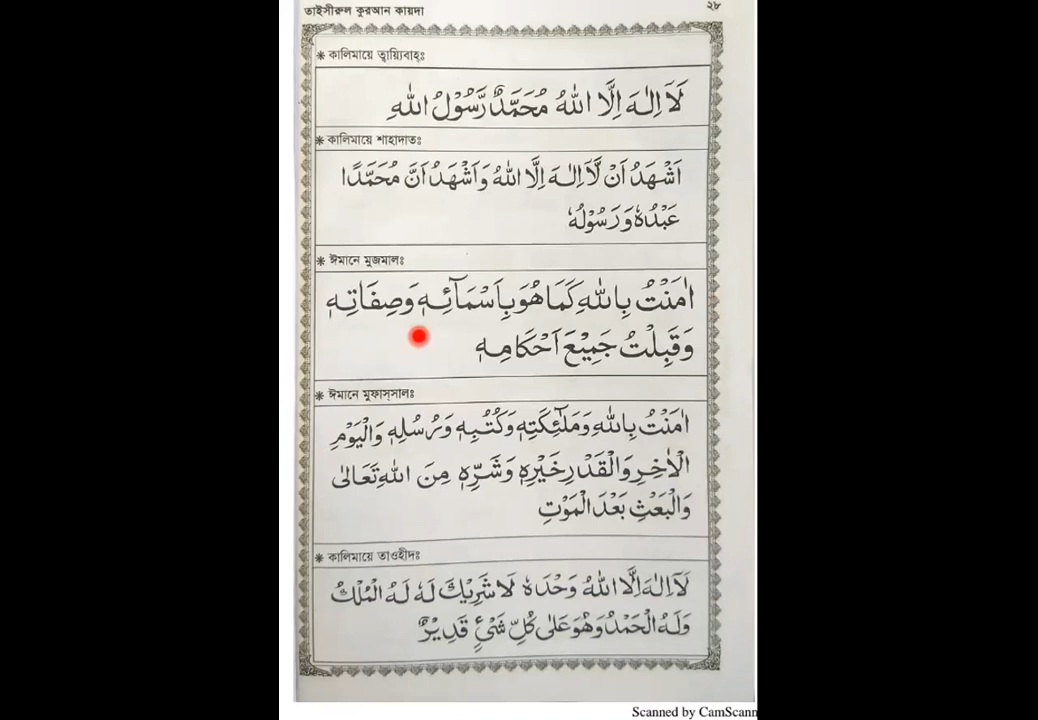 তাইসীরুল কুরআন কায়দা ২৮
❋ কালিমায়ে ত্বায়্যিবাহ্ঃ
لَاۤ اِلٰهَ اِلَّا اللّٰهُ مُحَمَّدٌ رَّسُوْلُ اللّٰهِ
❋ কালিমায়ে শাহাদাতঃ
اَشْهَدُ اَنْ لَّاۤ اِلٰهَ اِلَّا اللّٰهُ وَاَشْهَدُ اَنَّ مُحَمَّدًا
عَبْدُهٗ وَرَسُوْلُهٗ
❋ ঈমানে মুজমালঃ
اٰمَنْتُ بِاللّٰهِ كَمَا هُوَ بِاَسْمَآئِهٖ وَصِفَاتِهٖ
وَقَبِلْتُ جَمِيْعَ اَحْكَامِهٖ
❋ ঈমানে মুফাস্সালঃ
اٰمَنْتُ بِاللّٰهِ وَمَلٰٓئِكَتِهٖ وَكُتُبِهٖ وَرُسُلِهٖ وَالْيَوْمِ
الْاٰخِرِ وَالْقَدْرِ خَيْرِهٖ وَشَرِّهٖ مِنَ اللّٰهِ تَعَالٰى
وَالْبَعْثِ بَعْدَ الْمَوْتِ
❋ কালিমায়ে তাওহীদঃ
لَاۤ اِلٰهَ اِلَّا اللّٰهُ وَحْدَهٗ لَا شَرِيْكَ لَهٗ لَهُ الْمُلْكُ
وَلَهُ الْحَمْدُ وَهُوَ عَلٰى كُلِّ شَيْئٍ قَدِيْرٌ
Scanned by CamScann